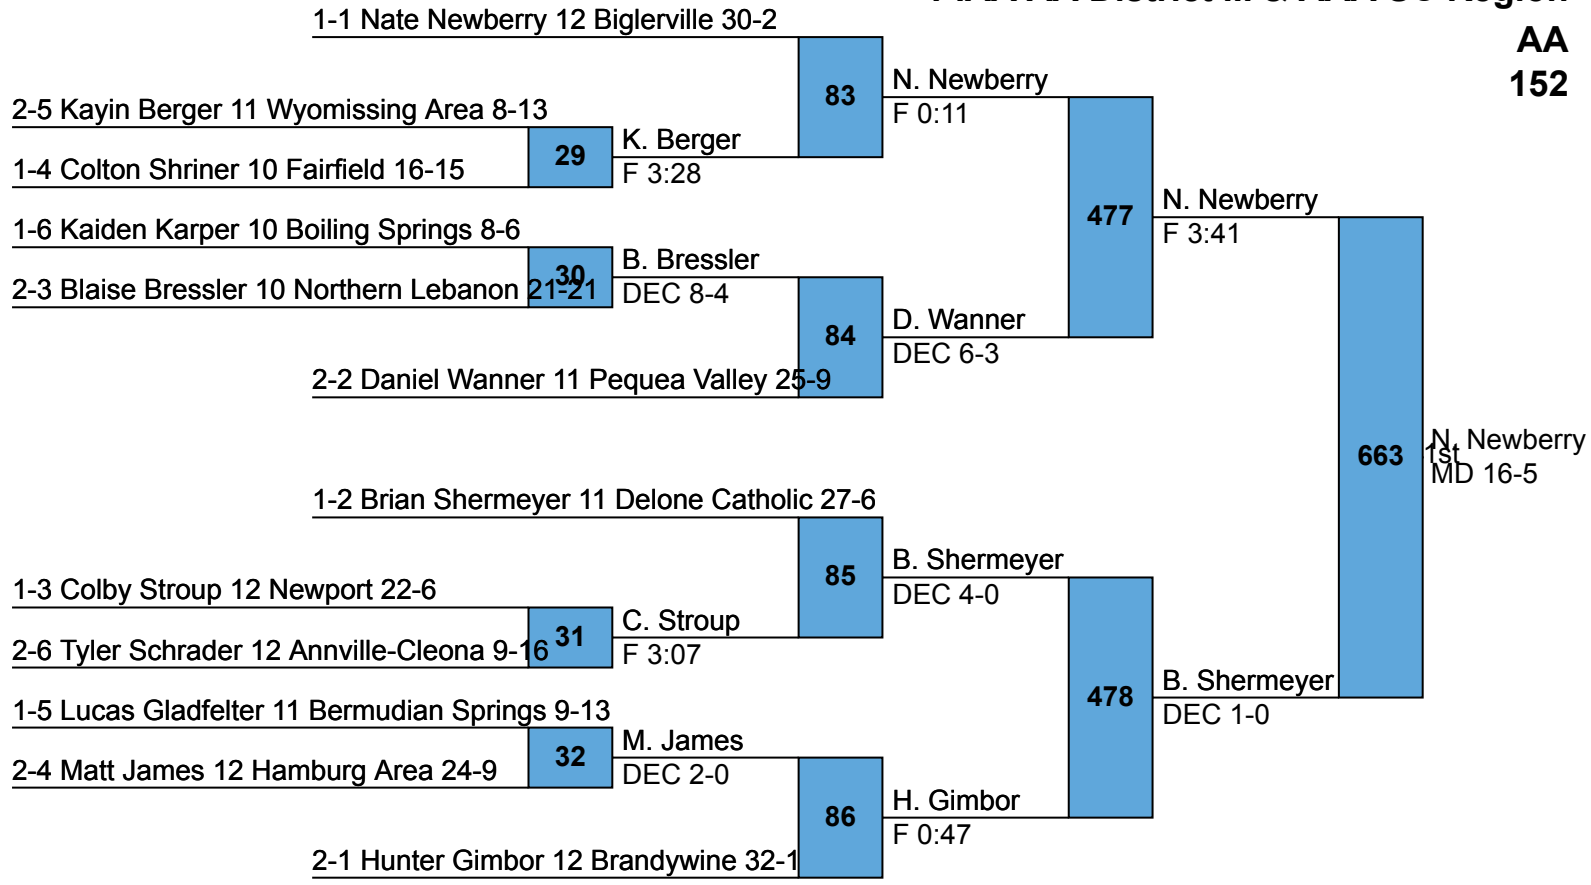 AA
152
1-1 Nate Newberry 12 Biglerville 30-2
83
N. Newberry
F 0:11
2-5 Kayin Berger 11 Wyomissing Area 8-13
29
K. Berger
F 3:28
1-4 Colton Shriner 10 Fairfield 16-15
477
N. Newberry
F 3:41
1-6 Kaiden Karper 10 Boiling Springs 8-6
30
B. Bressler
DEC 8-4
2-3 Blaise Bressler 10 Northern Lebanon 21-21
84
D. Wanner
DEC 6-3
2-2 Daniel Wanner 11 Pequea Valley 25-9
663
N. Newberry
1st
MD 16-5
1-2 Brian Shermeyer 11 Delone Catholic 27-6
85
B. Shermeyer
DEC 4-0
1-3 Colby Stroup 12 Newport 22-6
31
C. Stroup
F 3:07
2-6 Tyler Schrader 12 Annville-Cleona 9-16
478
B. Shermeyer
DEC 1-0
1-5 Lucas Gladfelter 11 Bermudian Springs 9-13
32
M. James
DEC 2-0
2-4 Matt James 12 Hamburg Area 24-9
86
H. Gimbor
F 0:47
2-1 Hunter Gimbor 12 Brandywine 32-1